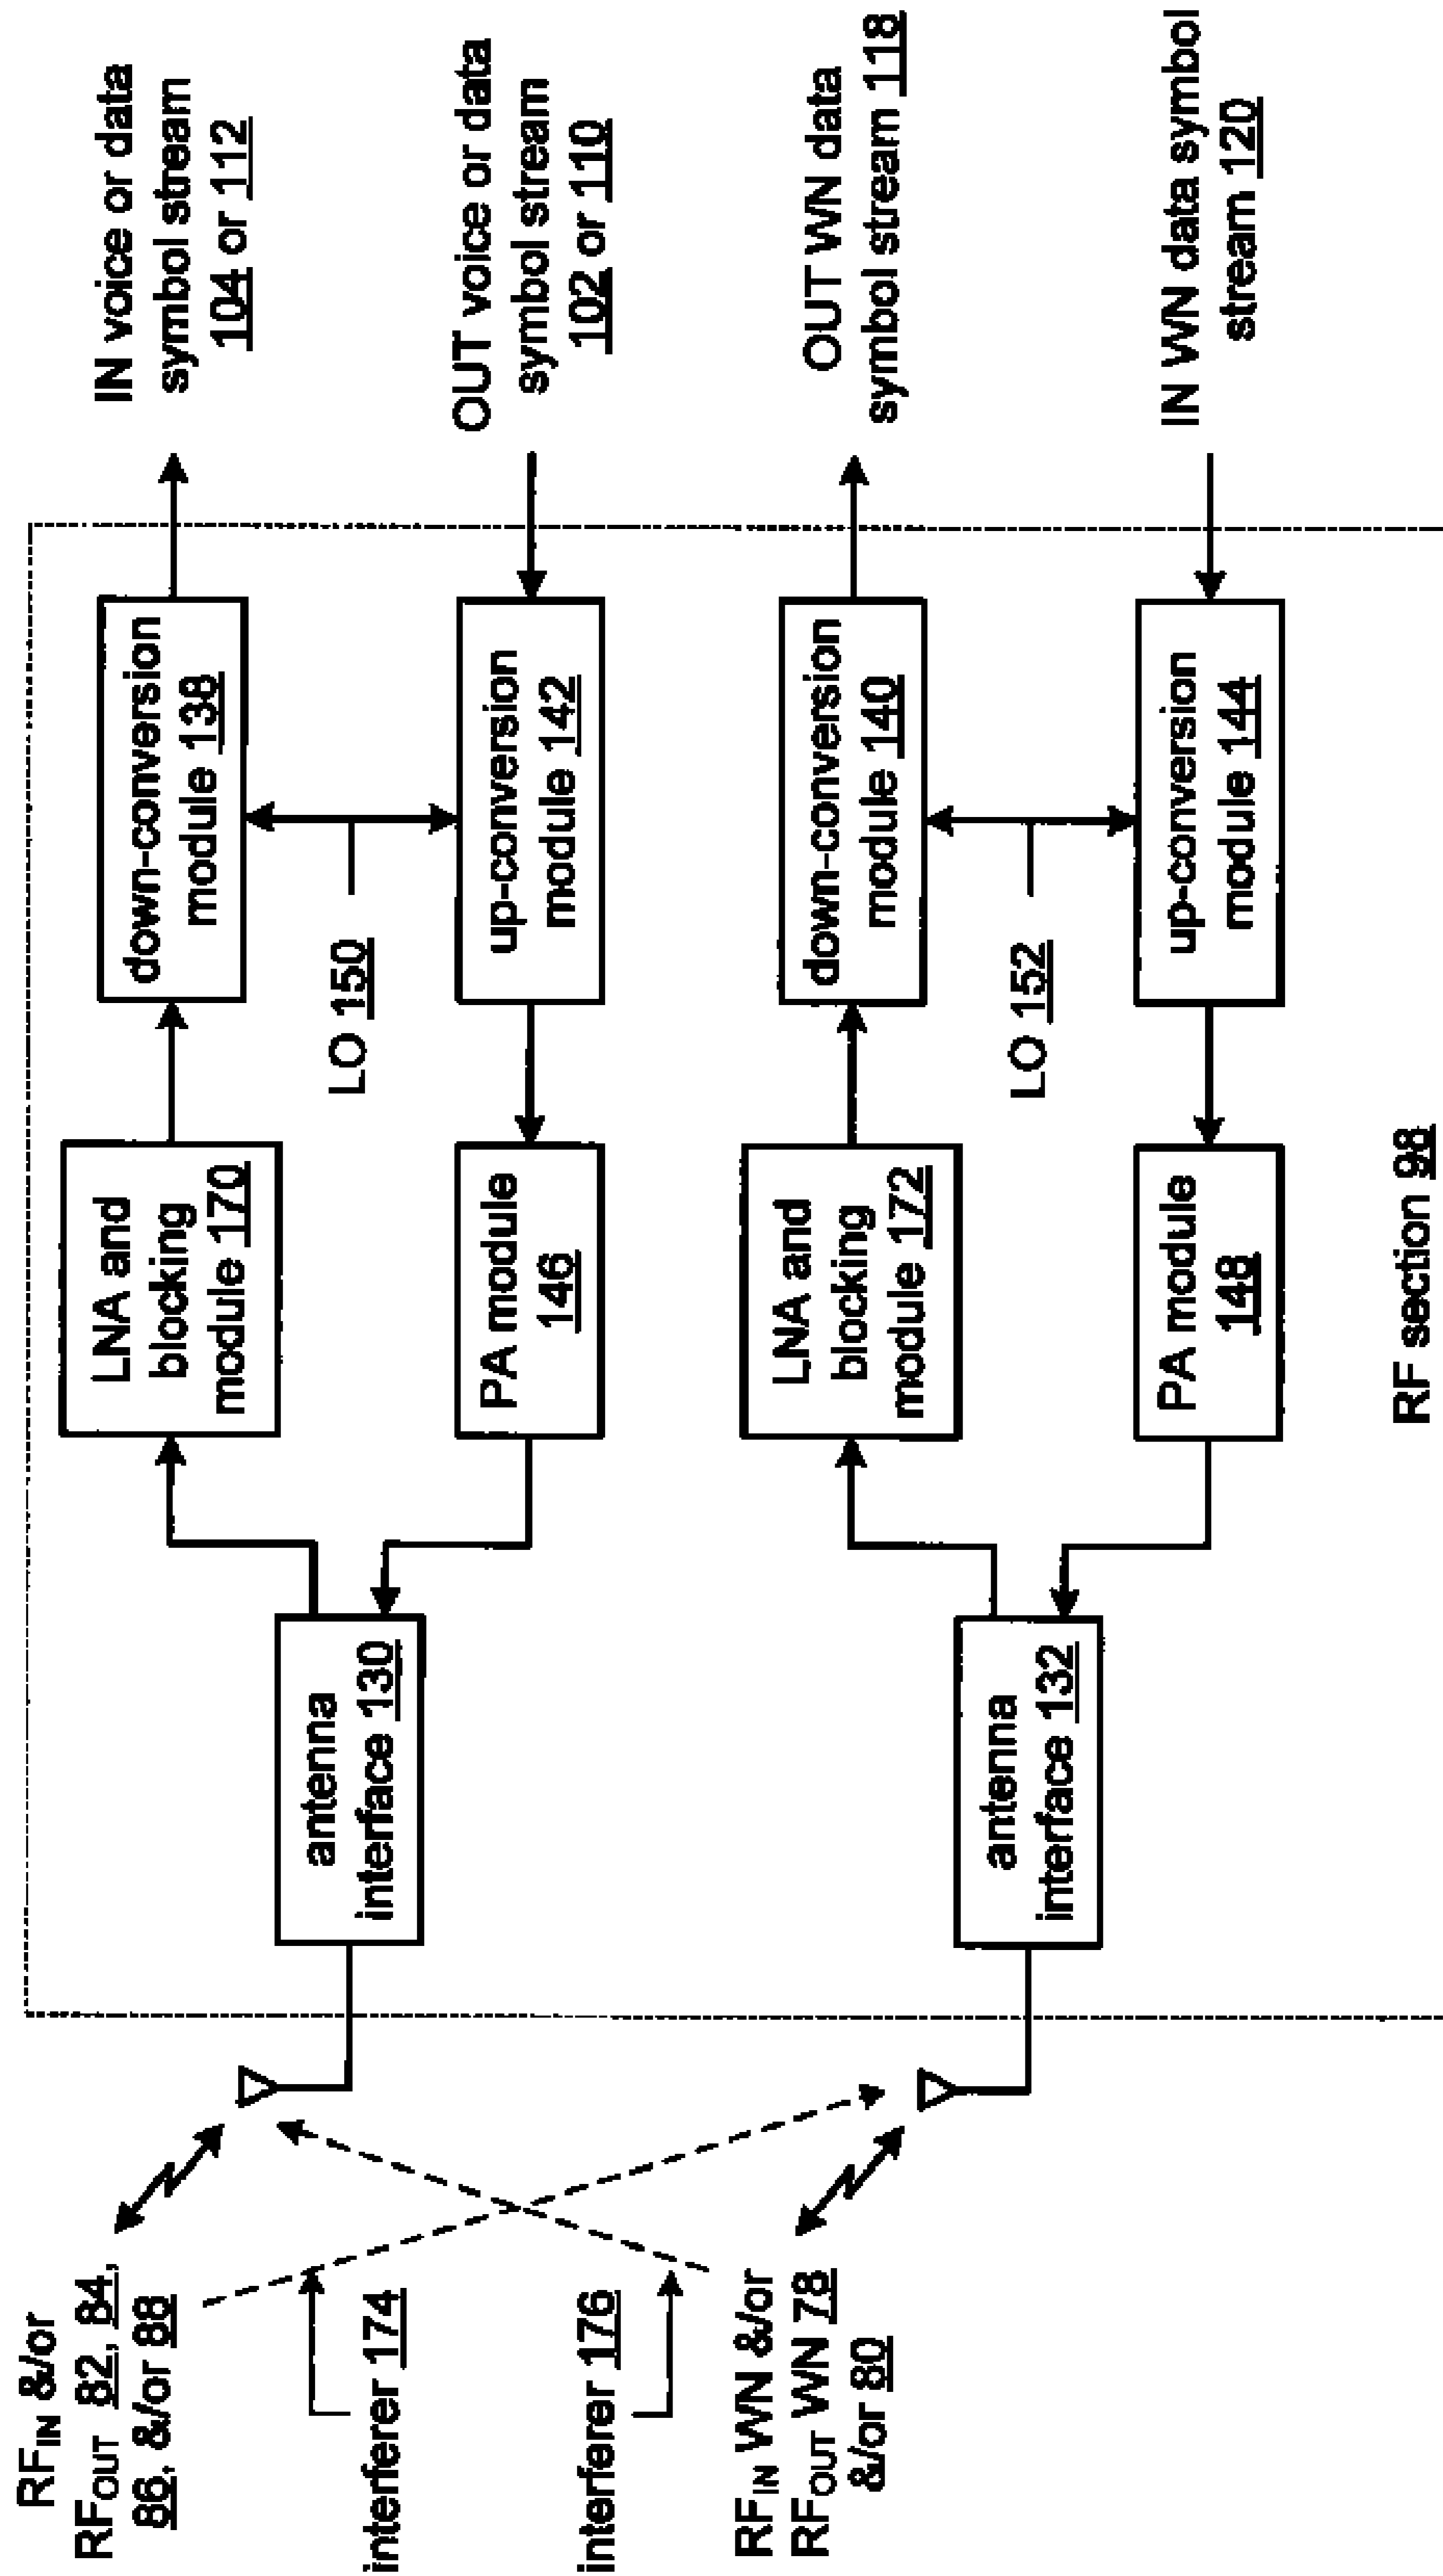 RFIN &/or
RFOUT 82, 84,
86, &/or 88
interferer 174
interferer 176
RFIN WN &/or
RFOUT WN 78
&/or 80
antenna
interface 130
LNA and
blocking
module 170
down-conversion
module 138
IN voice or data
symbol stream
104 or 112
LO 150
PA module
146
up-conversion
module 142
OUT voice or data
symbol stream
102 or 110
antenna
interface 132
LNA and
blocking
module 172
down-conversion
module 140
OUT WN data
symbol stream 118
LO 152
PA module
148
up-conversion
module 144
IN WN data symbol
stream 120
RF section 98